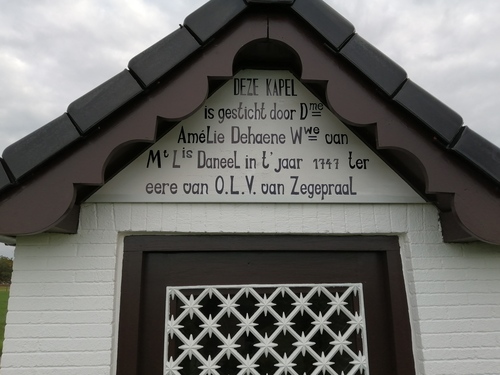 DEZE KAPEL
is gesticht door Dme
Amélie Dehaene Wwe van
Mt Lis Daneel in t' jaar 1747 ter
eere van O.L.V. van Zegepraal